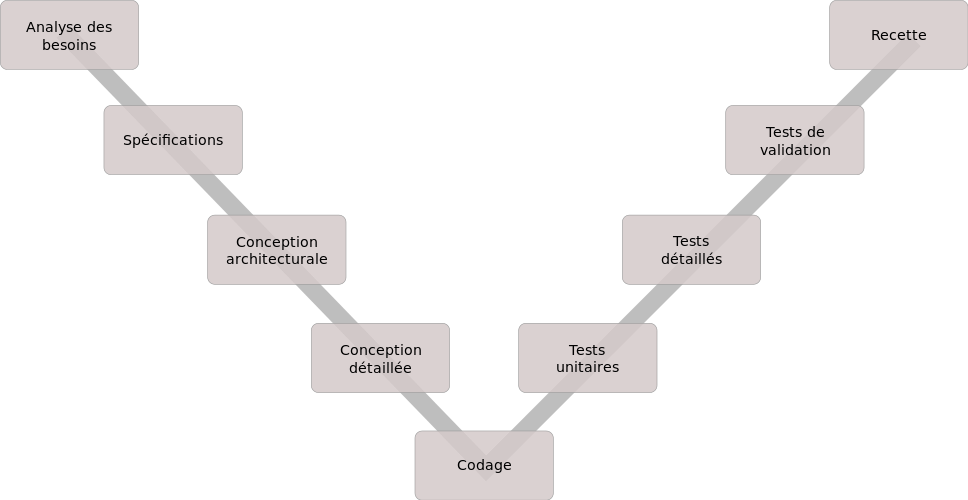 Analyse des
besoins
Recette
Spécifications
Tests de
validation
Conception
architecturale
Tests
détaillés
Conception
détaillée
Tests
unitaires
Codage